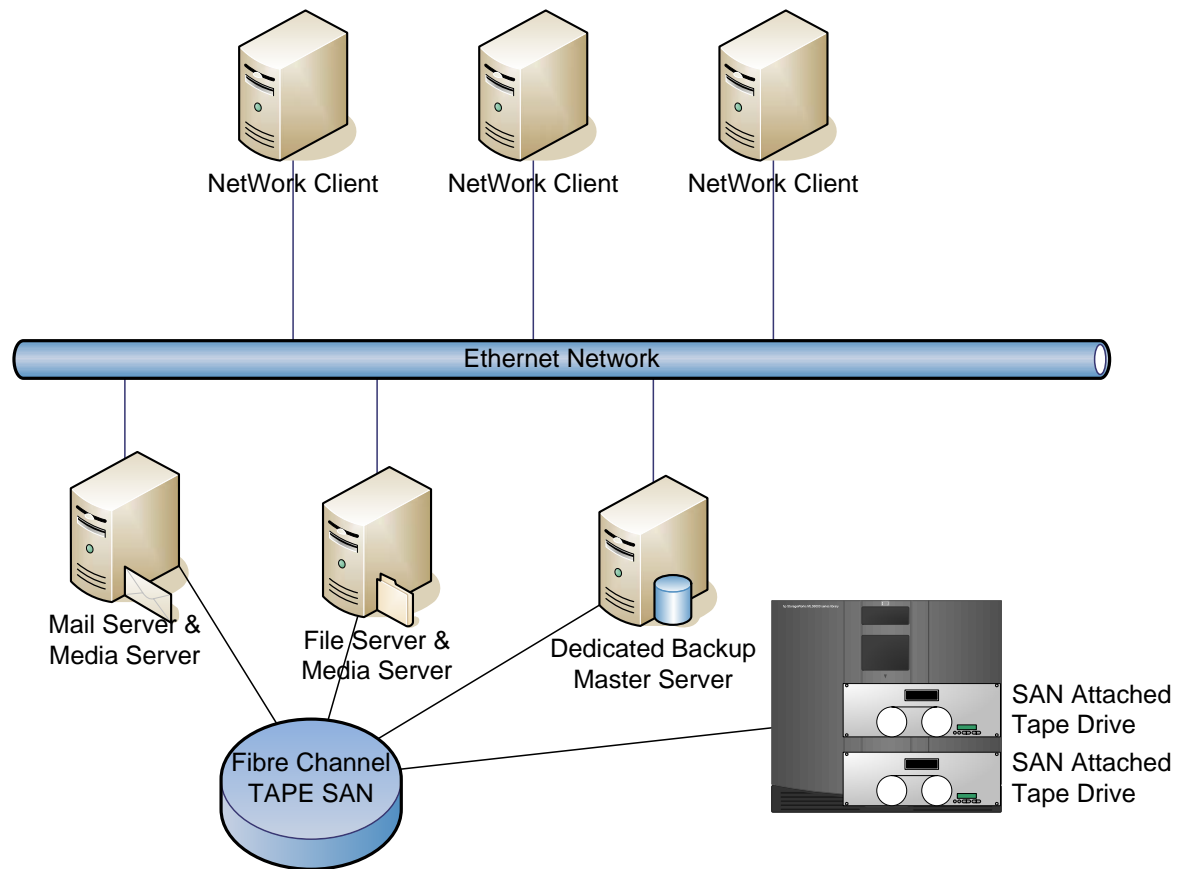 NetWork Client
NetWork Client
NetWork Client
Ethernet Network
Mail Server &
Media Server
File Server &
Media Server
Dedicated Backup
Master Server
SAN Attached
Tape Drive
SAN Attached
Tape Drive
Fibre Channel
TAPE SAN